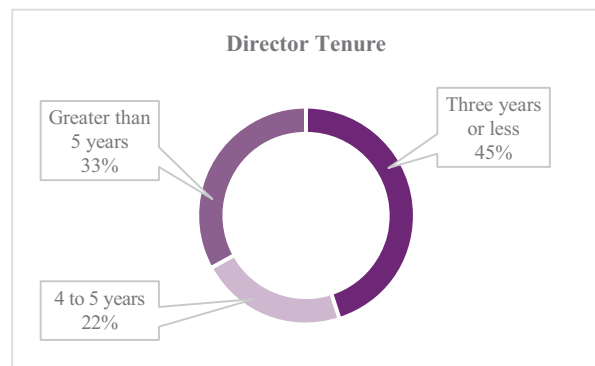 Director Tenure
Greater than
5 years
33%
Three years
or less
45%
4 to 5 years
22%